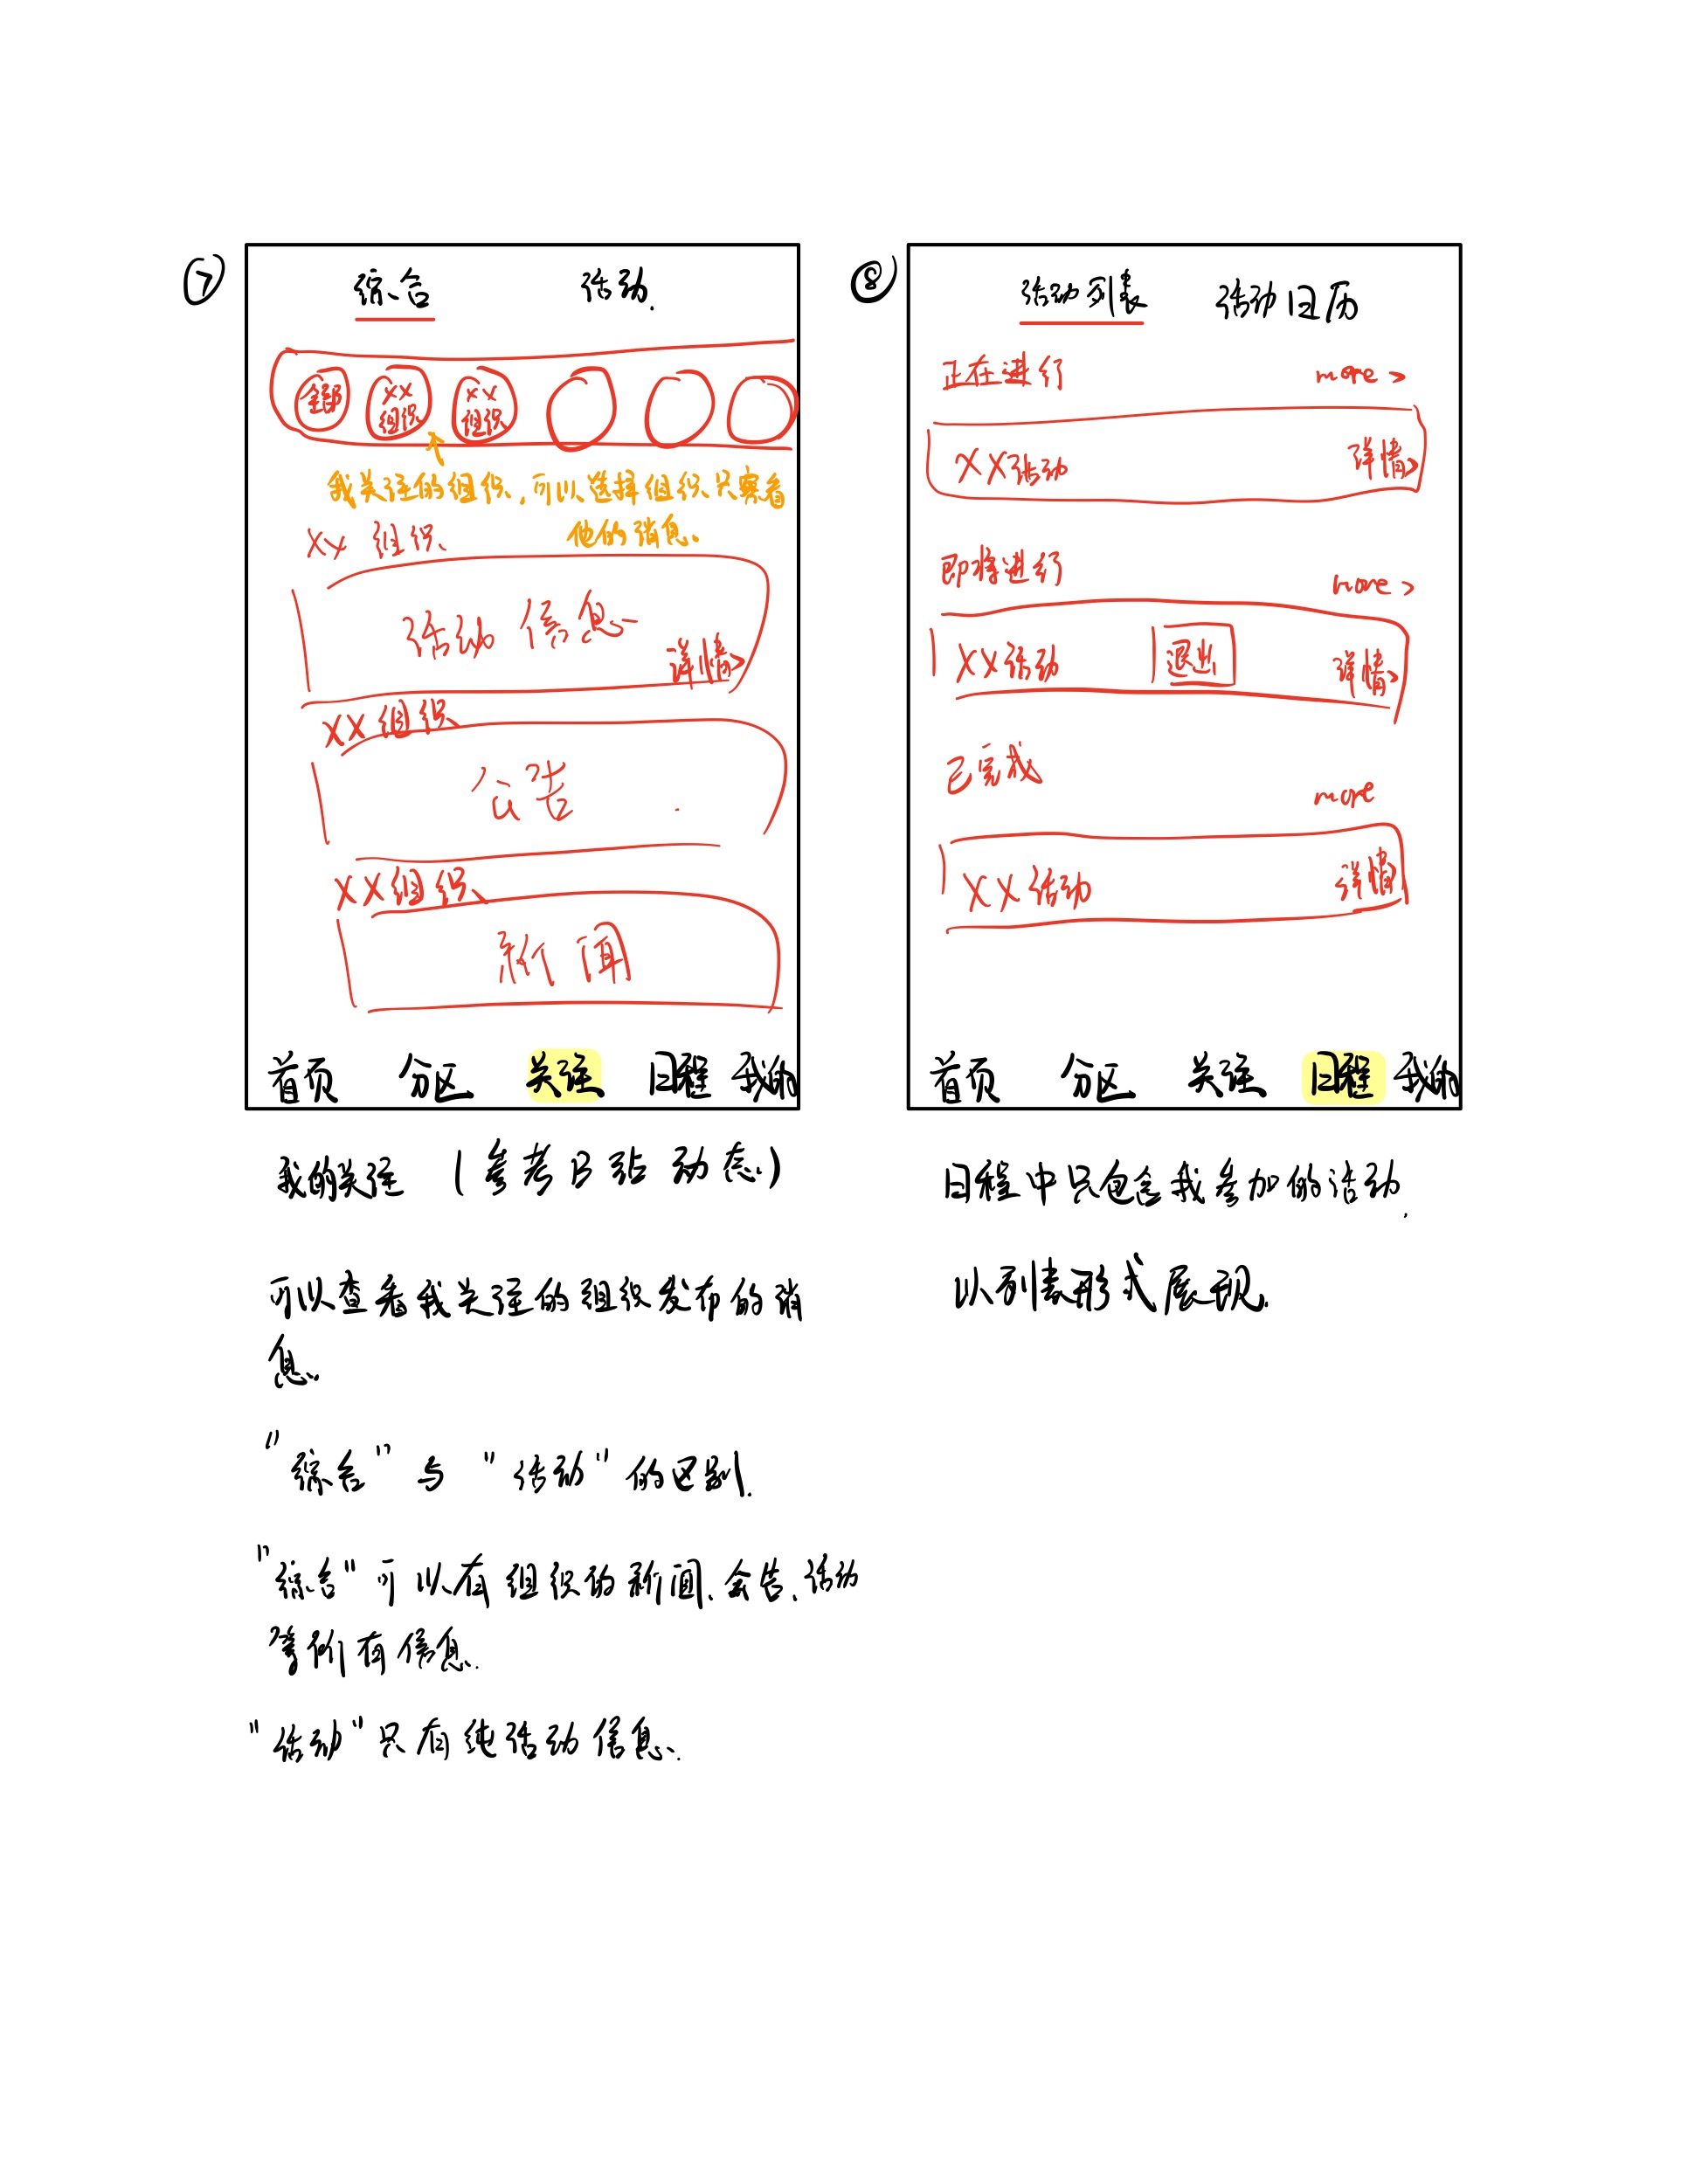 ⑦
综合 活动.
全部 XX组织 XX组织
我关注的组织,可以选择组织只察看
他的消息。
XX 组织
活动 信息
详情>
XX 组织
公告
XX 组织
新闻
首页 分区 关注 日程 我的
我的关注 (参考B站 动态)
可以查看我关注的组织发布的消
息.
"综合" 与 "活动" 的区别.
"综合" 可以有组织的新闻、公告、活动
等所有信息.
"活动" 只有纯活动信息.
⑧
活动列表 活动日历
正在进行 more >
XX活动 详情>
即将进行 more >
XX活动 退出 详情>
已完成 more
XX活动 详情
首页 分区 关注 日程 我的
日程中只包含我参加的活动.
以列表形式展现.